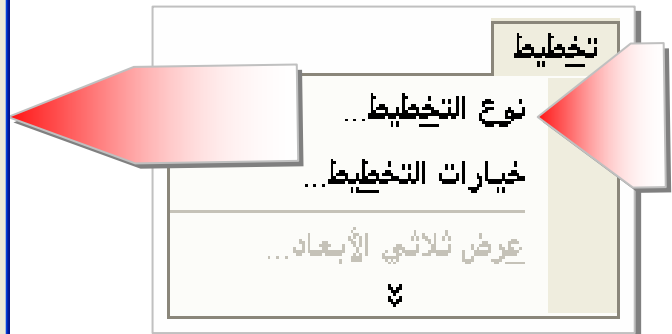 تخطيط
نوع التخطيط...
خيارات التخطيط...
عرض ثلاثي الأبعاد...